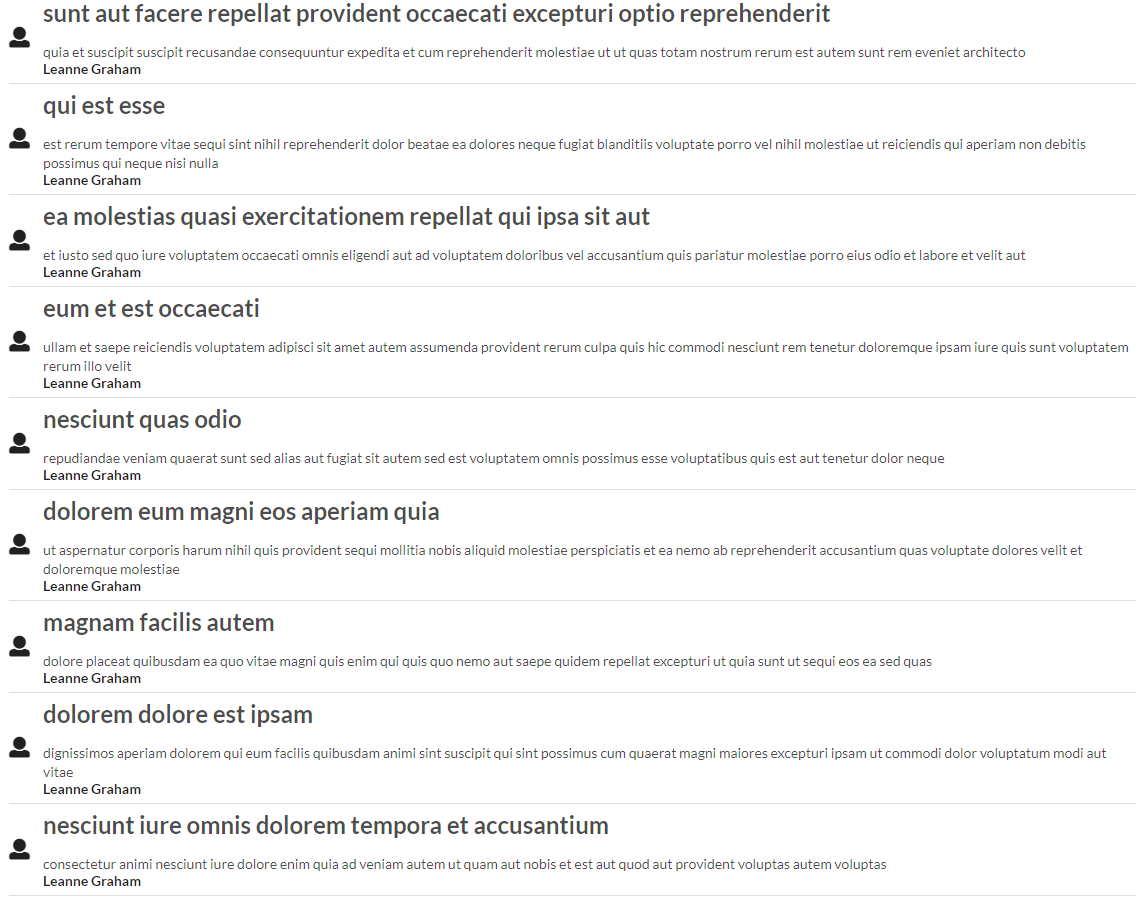 sunt aut facere repellat provident occaecati excepturi optio reprehenderit
quia et suscipit suscipit recusandae consequuntur expedita et cum reprehenderit molestiae ut ut quas totam nostrum rerum est autem sunt rem eveniet architecto
Leanne Graham
qui est esse
est rerum tempore vitae sequi sint nihil reprehenderit dolor beatae ea dolores neque fugiat blanditiis voluptate porro vel nihil molestiae ut reiciendis qui aperiam non debitis
possimus qui neque nisi nulla
Leanne Graham
ea molestias quasi exercitationem repellat qui ipsa sit aut
et iusto sed quo iure voluptatem occaecati omnis eligendi aut ad voluptatem doloribus vel accusantium quis pariatur molestiae porro eius odio et labore et velit aut
Leanne Graham
eum et est occaecati
ullam et saepe reiciendis voluptatem adipisci sit amet autem assumenda provident rerum culpa quis hic commodi nesciunt rem tenetur doloremque ipsam iure quis sunt voluptatem
rerum illo velit
Leanne Graham
nesciunt quas odio
repudiandae veniam quaerat sunt sed alias aut fugiat sit autem sed est voluptatem omnis possimus esse voluptatibus quis est aut tenetur dolor neque
Leanne Graham
dolorem eum magni eos aperiam quia
ut aspernatur corporis harum nihil quis provident sequi mollitia nobis aliquid molestiae perspiciatis et ea nemo ab reprehenderit accusantium quas voluptate dolores velit et
doloremque molestiae
Leanne Graham
magnam facilis autem
dolore placeat quibusdam ea quo vitae magni quis enim qui quis quo nemo aut saepe quidem repellat excepturi ut quia sunt ut sequi eos ea sed quas
Leanne Graham
dolorem dolore est ipsam
dignissimos aperiam dolorem qui eum facilis quibusdam animi sint suscipit qui sint possimus cum quaerat magni maiores excepturi ipsam ut commodi dolor voluptatum modi aut
vitae
Leanne Graham
nesciunt iure omnis dolorem tempora et accusantium
consectetur animi nesciunt iure dolore enim quia ad veniam autem ut quam aut nobis et est aut quod aut provident voluptas autem voluptas
Leanne Graham